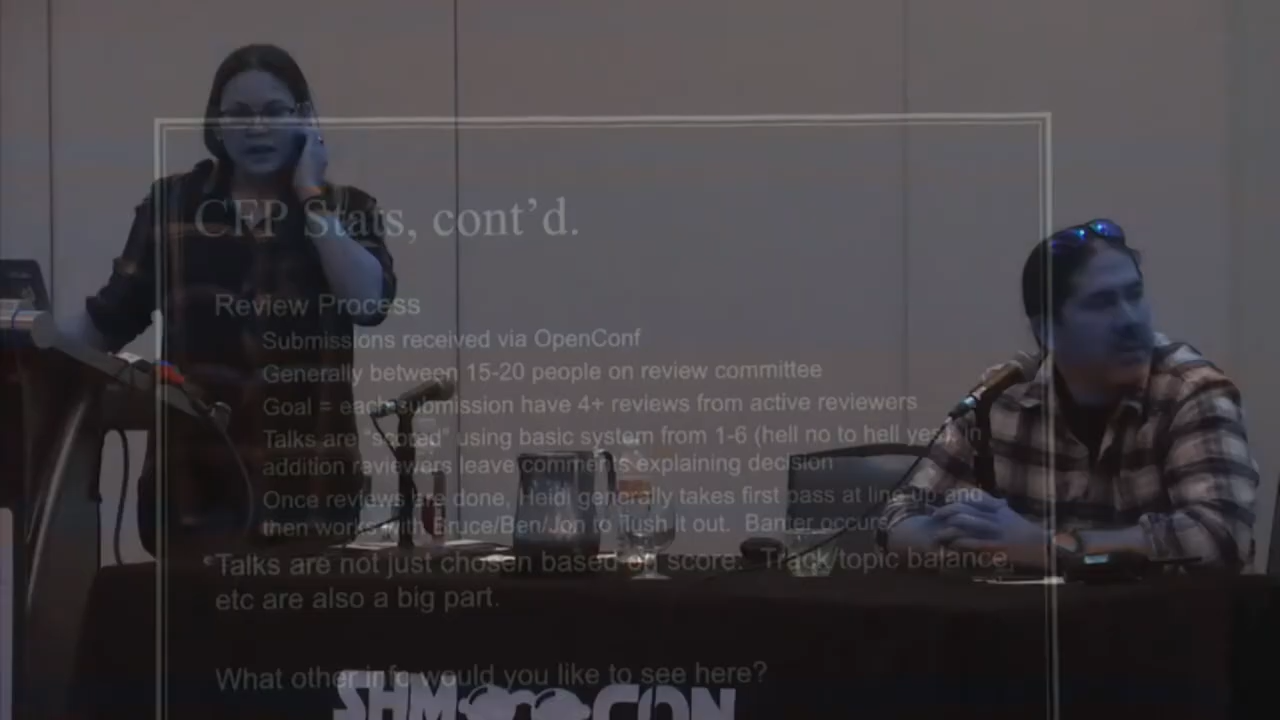 CFP Stats, cont'd.
Review Process
Submissions received via OpenConf
Generally between 15-20 people on review committee
Goal = each submission have 4+ reviews from active reviewers
Talks are "scored" using basic system from 1-6 (hell no to hell yes) in
addition reviewers leave comments explaining decision
Once reviews are done, Heidi generally takes first pass at line-up and
then works with Bruce/Ben/Jon to flush it out. Banter occurs.
*Talks are not just chosen based on score. Track/topic balance,
etc are also a big part.
What other info would you like to see here?
SHMOOCON